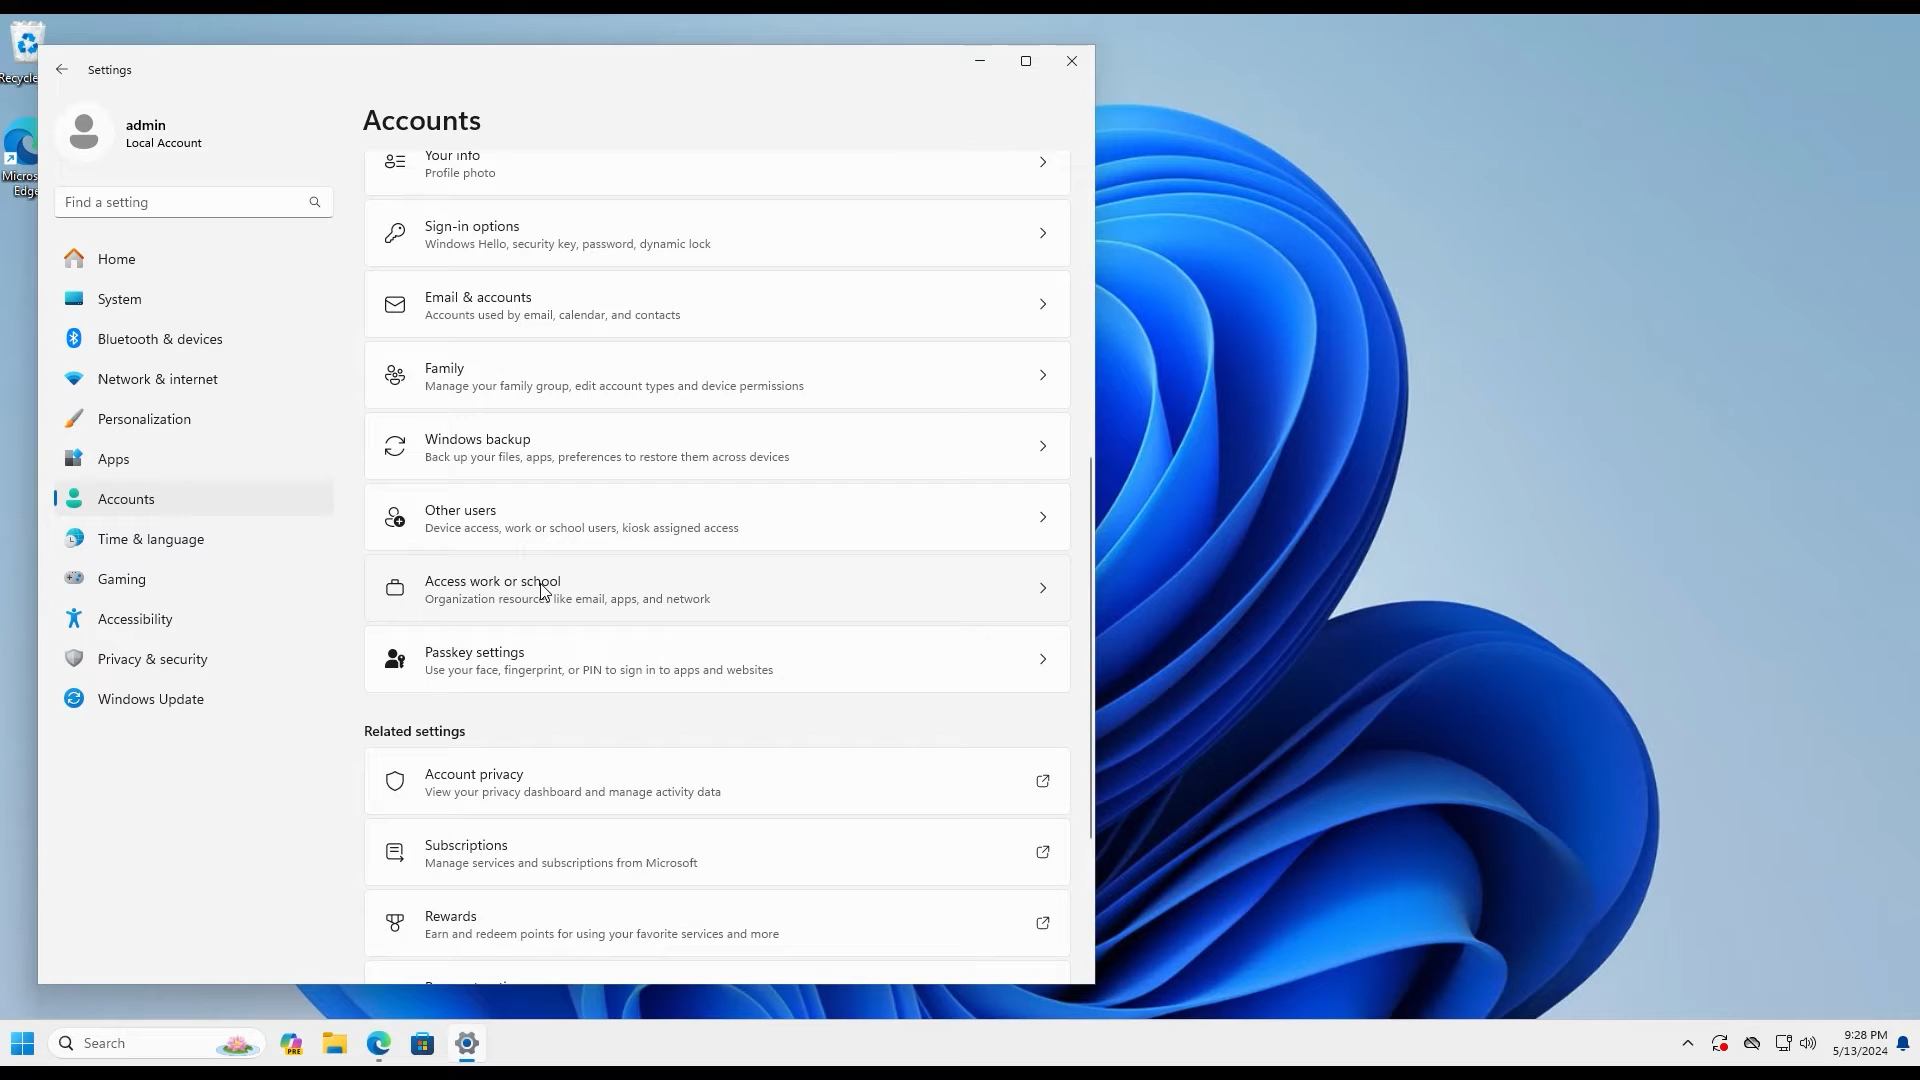 Recycle
Micros
Edge
Settings
admin
Local Account
Find a setting
Home
System
Bluetooth & devices
Network & internet
Personalization
Apps
Accounts
Time & language
Gaming
Accessibility
Privacy & security
Windows Update
Accounts
Your info
Profile photo
Sign-in options
Windows Hello, security key, password, dynamic lock
Email & accounts
Accounts used by email, calendar, and contacts
Family
Manage your family group, edit account types and device permissions
Windows backup
Back up your files, apps, preferences to restore them across devices
Other users
Device access, work or school users, kiosk assigned access
Access work or school
Organization resources like email, apps, and network
Passkey settings
Use your face, fingerprint, or PIN to sign in to apps and websites
Related settings
Account privacy
View your privacy dashboard and manage activity data
Subscriptions
Manage services and subscriptions from Microsoft
Rewards
Earn and redeem points for using your favorite services and more
Search
PRE
9:28 PM
5/13/2024